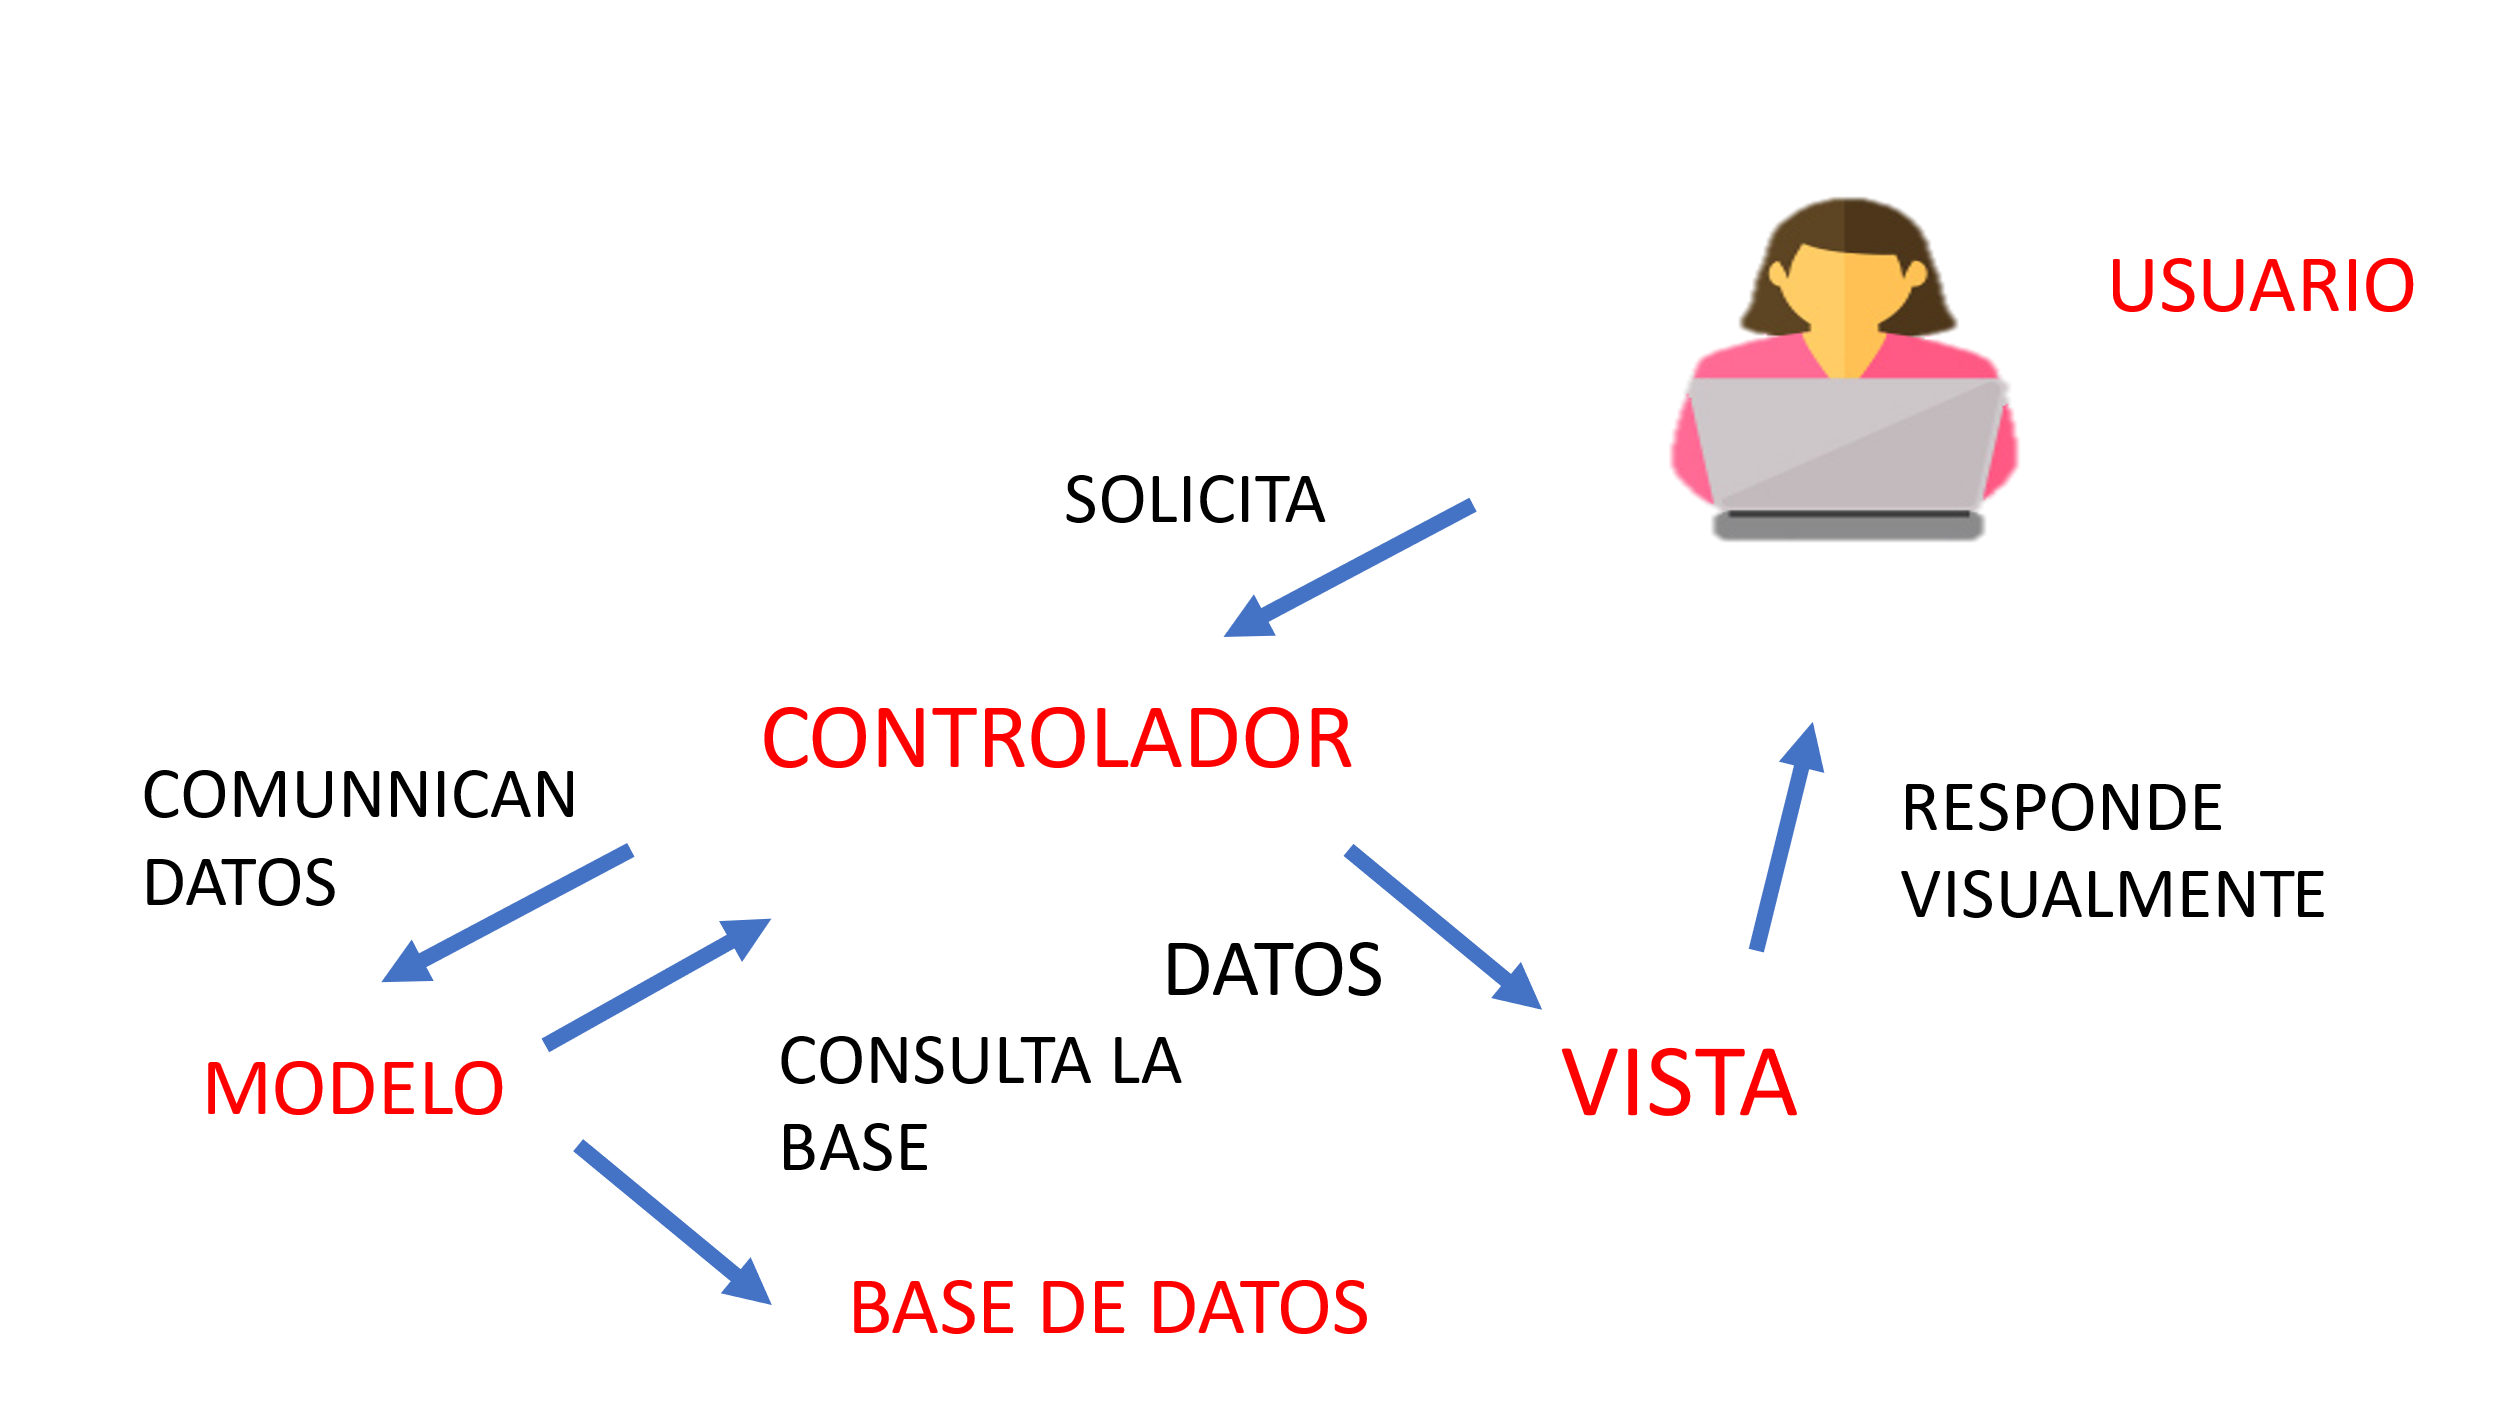 USUARIO
SOLICITA
CONTROLADOR
COMUNNICAN
DATOS
RESPONDE
VISUALMENTE
DATOS
CONSULTA LA
BASE
MODELO
VISTA
BASE DE DATOS